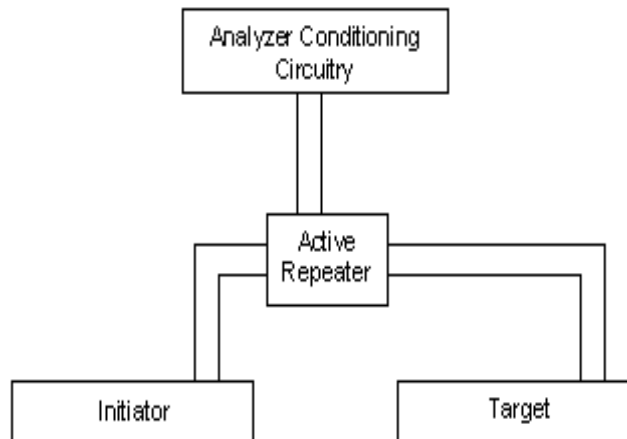 Analyzer Conditioning
Circuitry
Active
Repeater
Initiator
Target